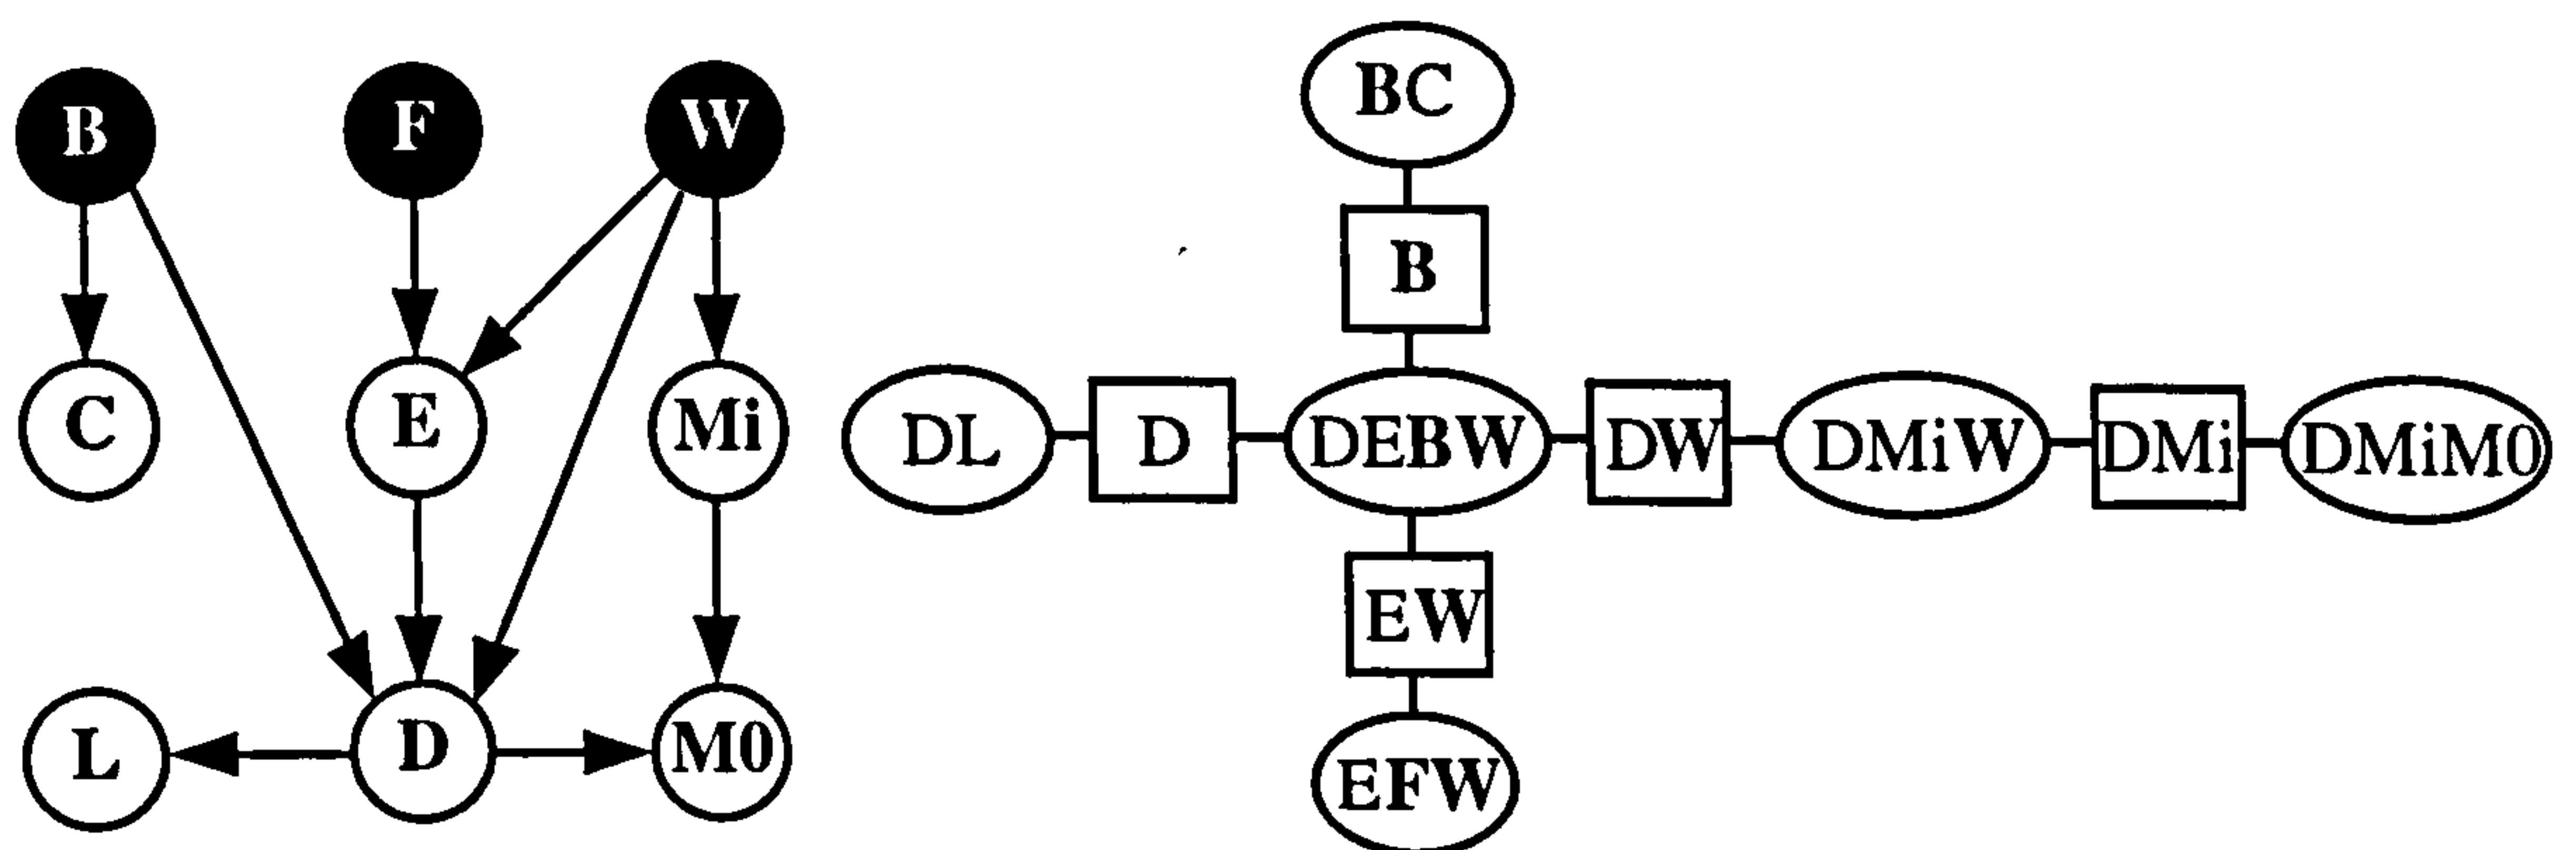 B F W
C E Mi
L D M0
BC
B
DL D DEBW DW DMiW DMi DMiM0
EW
EFW